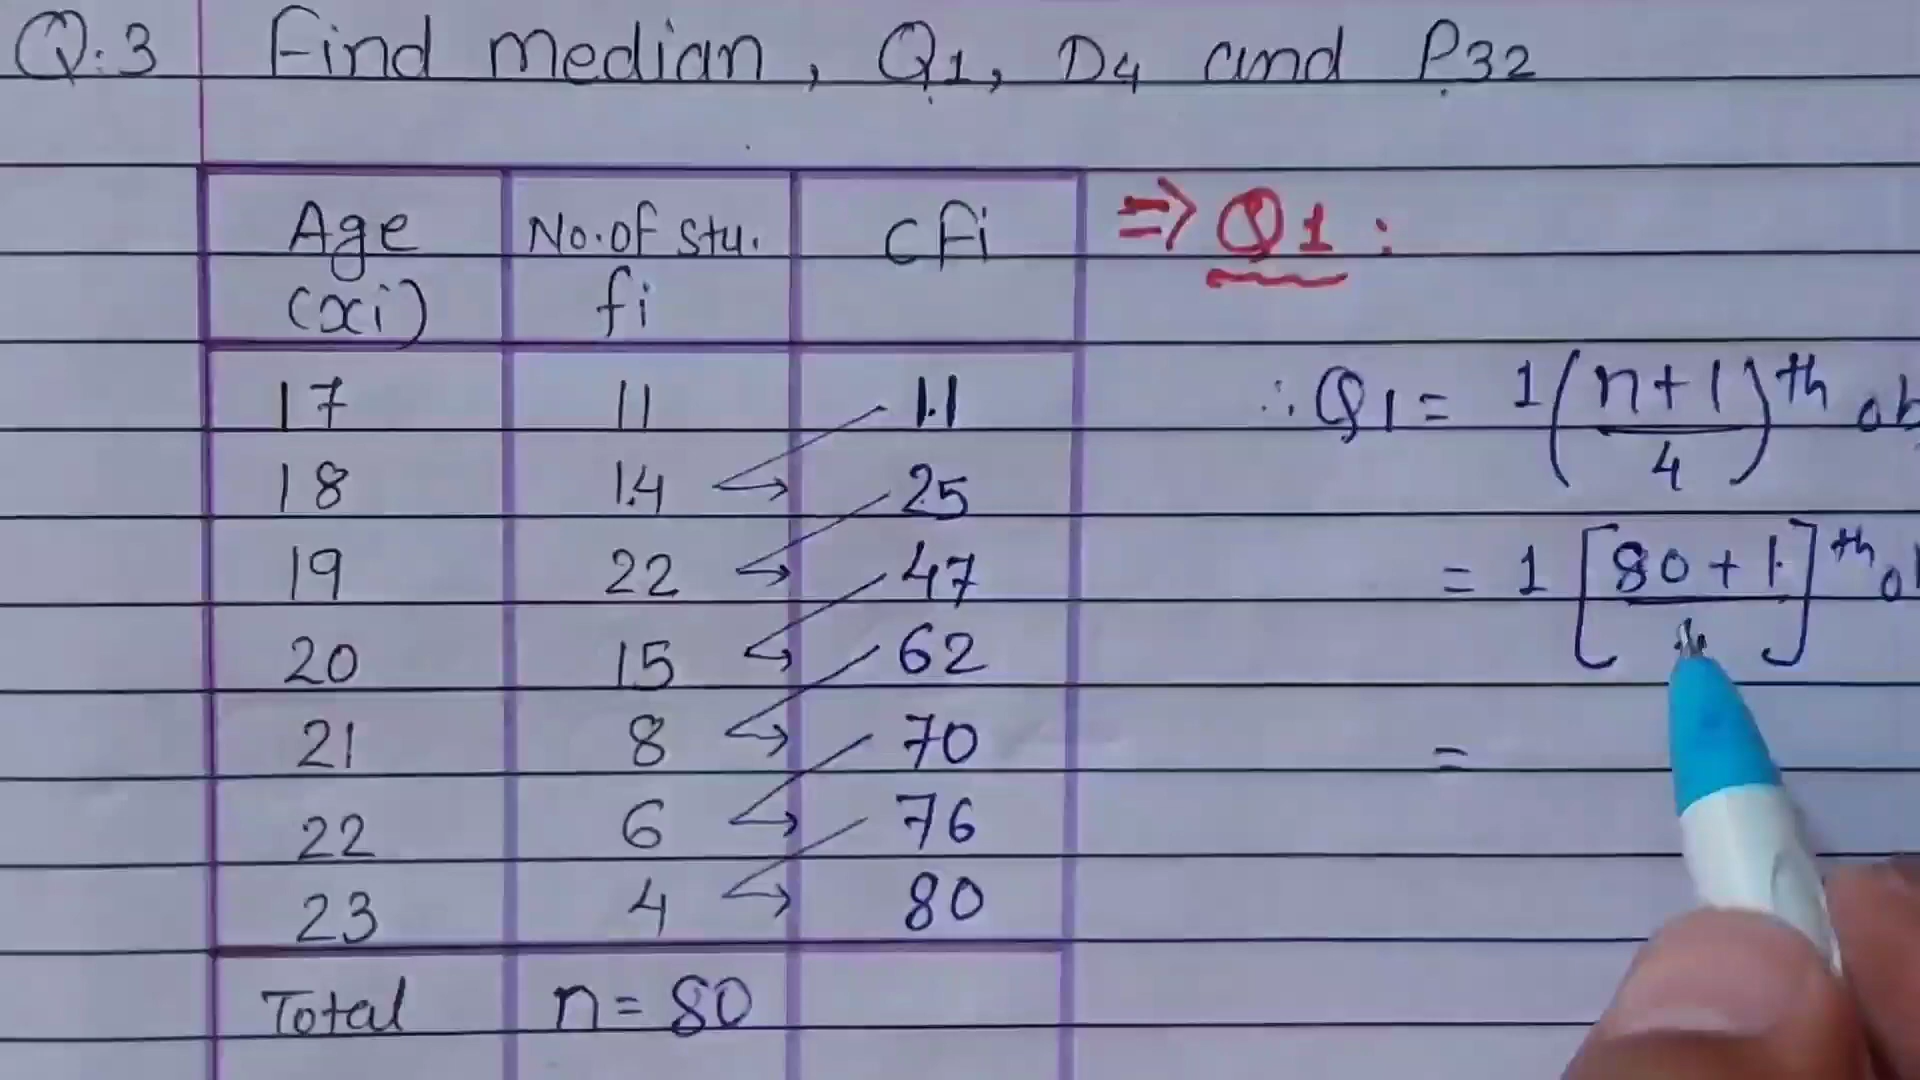 Q.3 Find median, Q1, D4 and P32
Age (xi) No.of stu. fi cfi
17 11 11
18 14 25
19 22 47
20 15 62
21 8 70
22 6 76
23 4 80
Total n = 80
⇒ Q1 :
∴ Q1 = 1(n+1/4)th
= 1[80+1/]th
=